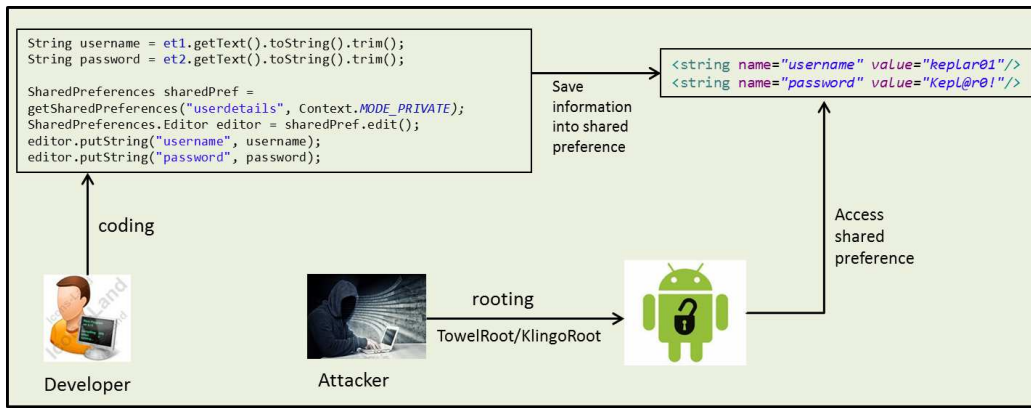 String username = et1.getText().toString().trim();
String password = et2.getText().toString().trim();
SharedPreferences sharedPref =
getSharedPreferences("userdetails", Context.MODE_PRIVATE);
SharedPreferences.Editor editor = sharedPref.edit();
editor.putString("username", username);
editor.putString("password", password);
Save
information
into shared
preference
<string name="username" value="keplar01"/>
<string name="password" value="Kepl@r0!"/>
coding
Access
shared
preference
rooting
TowelRoot/KlingoRoot
Developer
Attacker